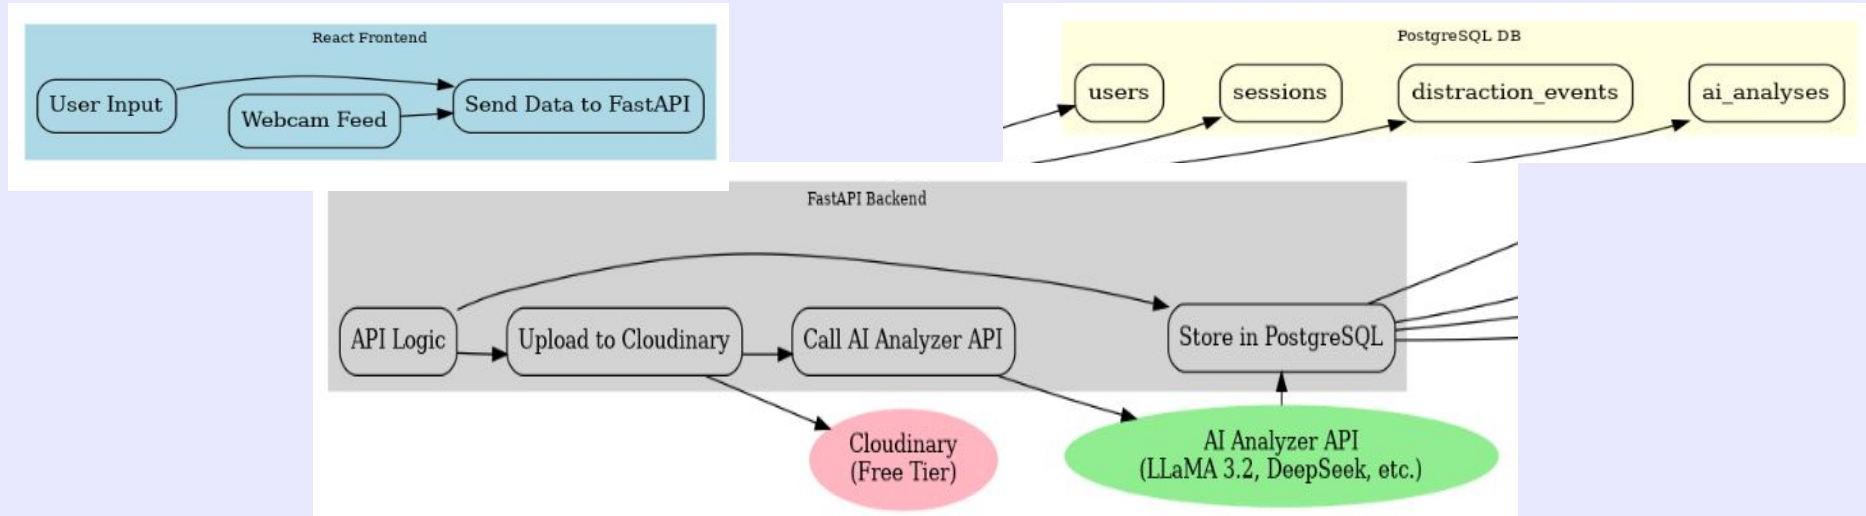 React Frontend
User Input
Webcam Feed
Send Data to FastAPI
PostgreSQL DB
users
sessions
distraction_events
ai_analyses
FastAPI Backend
API Logic
Upload to Cloudinary
Call AI Analyzer API
Store in PostgreSQL
Cloudinary
(Free Tier)
AI Analyzer API
(LLaMA 3.2, DeepSeek, etc.)